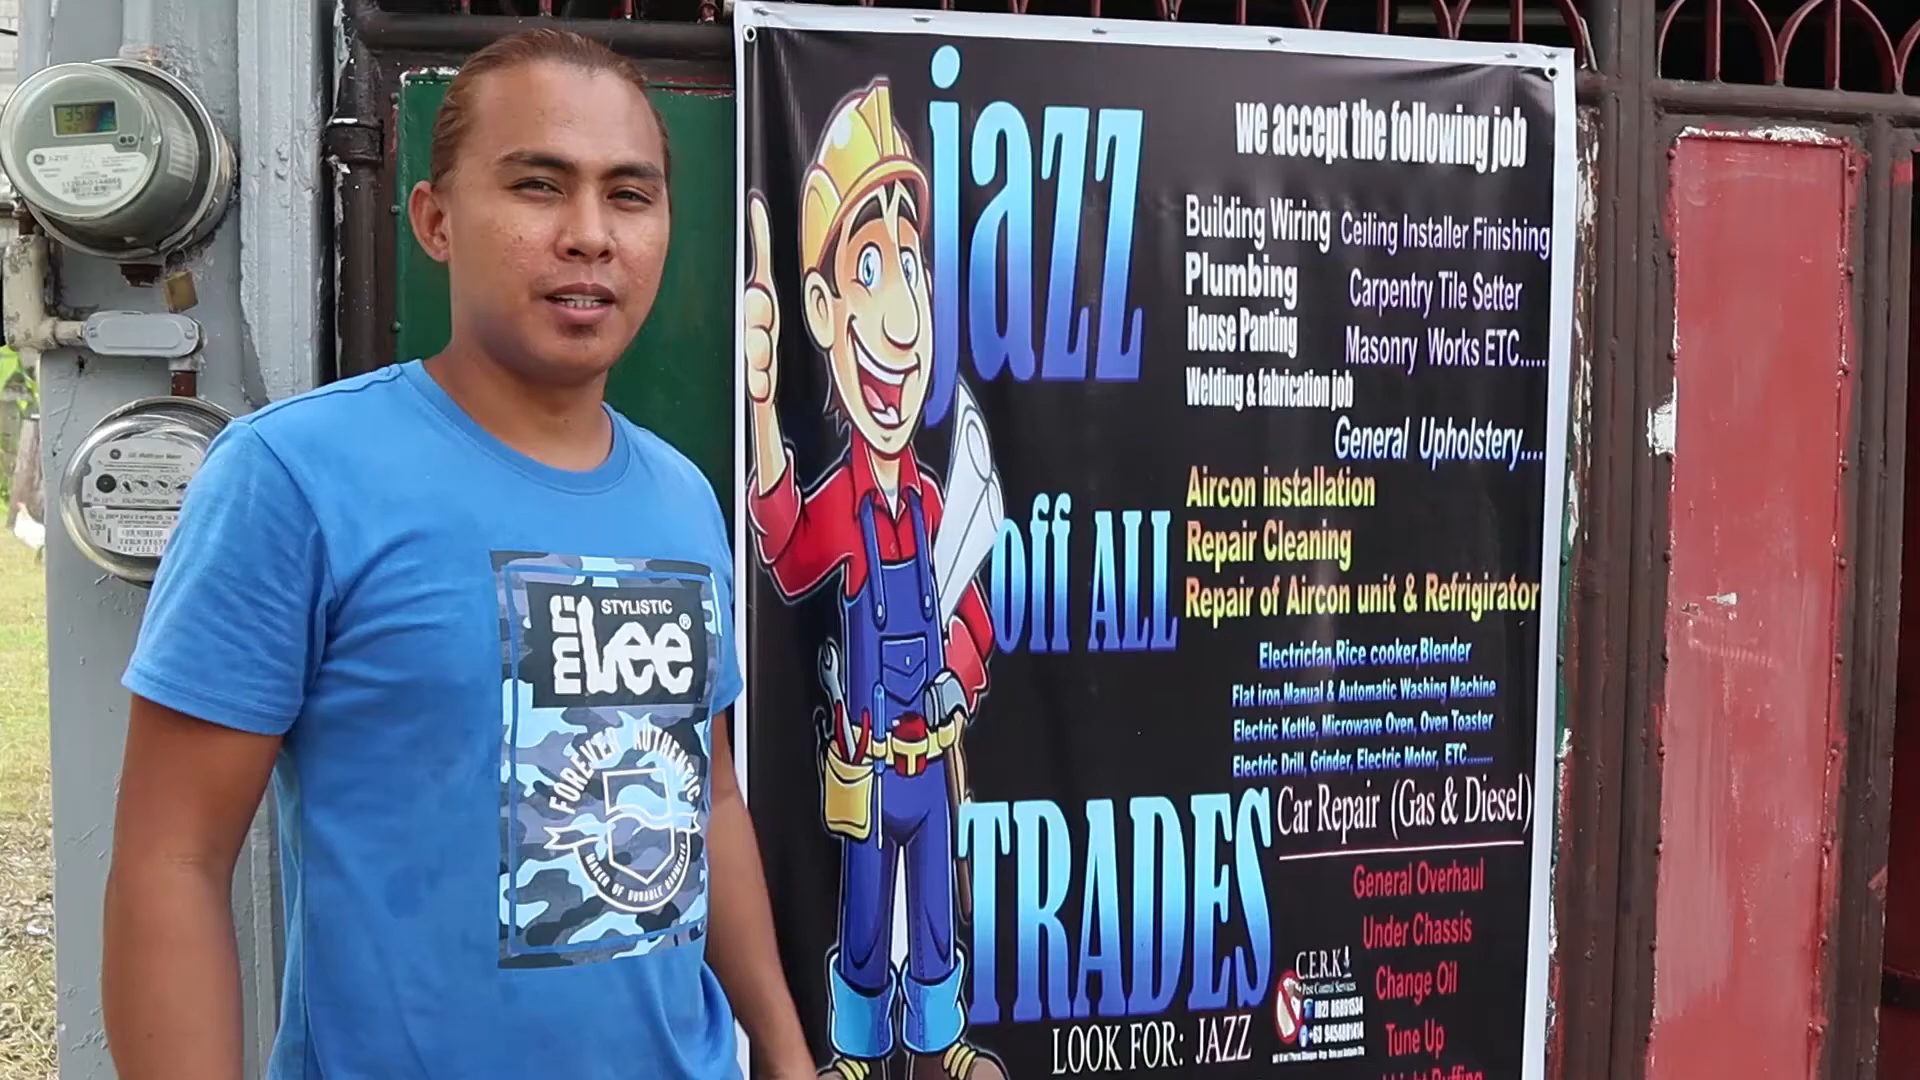 jazz
off ALL
TRADES
LOOK FOR: JAZZ
we accept the following job
Building Wiring
Plumbing
House Panting
Welding & fabrication job
Ceiling Installer Finishing
Carpentry Tile Setter
Masonry Works ETC.....
General Upholstery....
Aircon installation
Repair Cleaning
Repair of Aircon unit & Refrigirator
Electricfan,Rice cooker,Blender
Flat iron,Manual & Automatic Washing Machine
Electric Kettle, Microwave Oven, Oven Toaster
Electric Drill, Grinder, Electric Motor, ETC........
Car Repair (Gas & Diesel)
General Overhaul
Under Chassis
Change Oil
Tune Up
C.E.R.K
Pest Control Services
STYLISTIC
mr Lee®
FOREVER AUTHENTIC
MAKER OF DURABLE GARMENTS